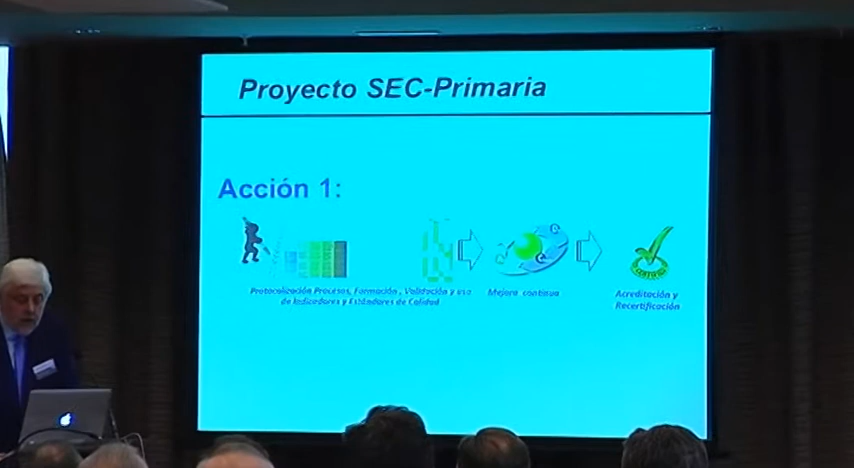 Proyecto SEC-Primaria
Acción 1:
Protocolización Procesos, Formación , Validación y uso
de Indicadores y Estándares de Calidad
Mejora continua
Acreditación y
Recertificación